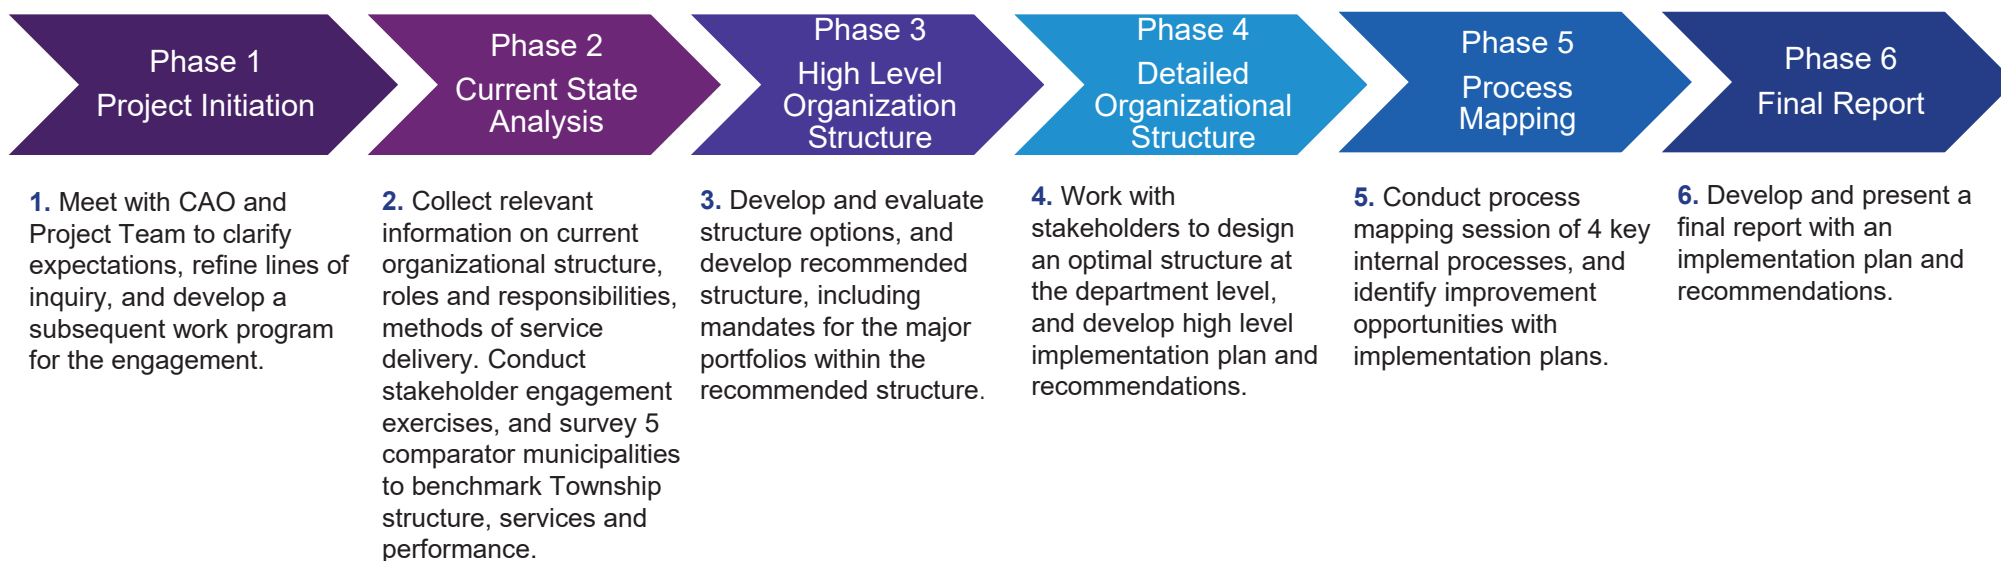 Phase 1
Project Initiation
Phase 2
Current State
Analysis
Phase 3
High Level
Organization
Structure
Phase 4
Detailed
Organizational
Structure
Phase 5
Process
Mapping
Phase 6
Final Report
1. Meet with CAO and
Project Team to clarify
expectations, refine lines of
inquiry, and develop a
subsequent work program
for the engagement.
2. Collect relevant
information on current
organizational structure,
roles and responsibilities,
methods of service
delivery. Conduct
stakeholder engagement
exercises, and survey 5
comparator municipalities
to benchmark Township
structure, services and
performance.
3. Develop and evaluate
structure options, and
develop recommended
structure, including
mandates for the major
portfolios within the
recommended structure.
4. Work with
stakeholders to design
an optimal structure at
the department level,
and develop high level
implementation plan and
recommendations.
5. Conduct process
mapping session of 4 key
internal processes, and
identify improvement
opportunities with
implementation plans.
6. Develop and present a
final report with an
implementation plan and
recommendations.